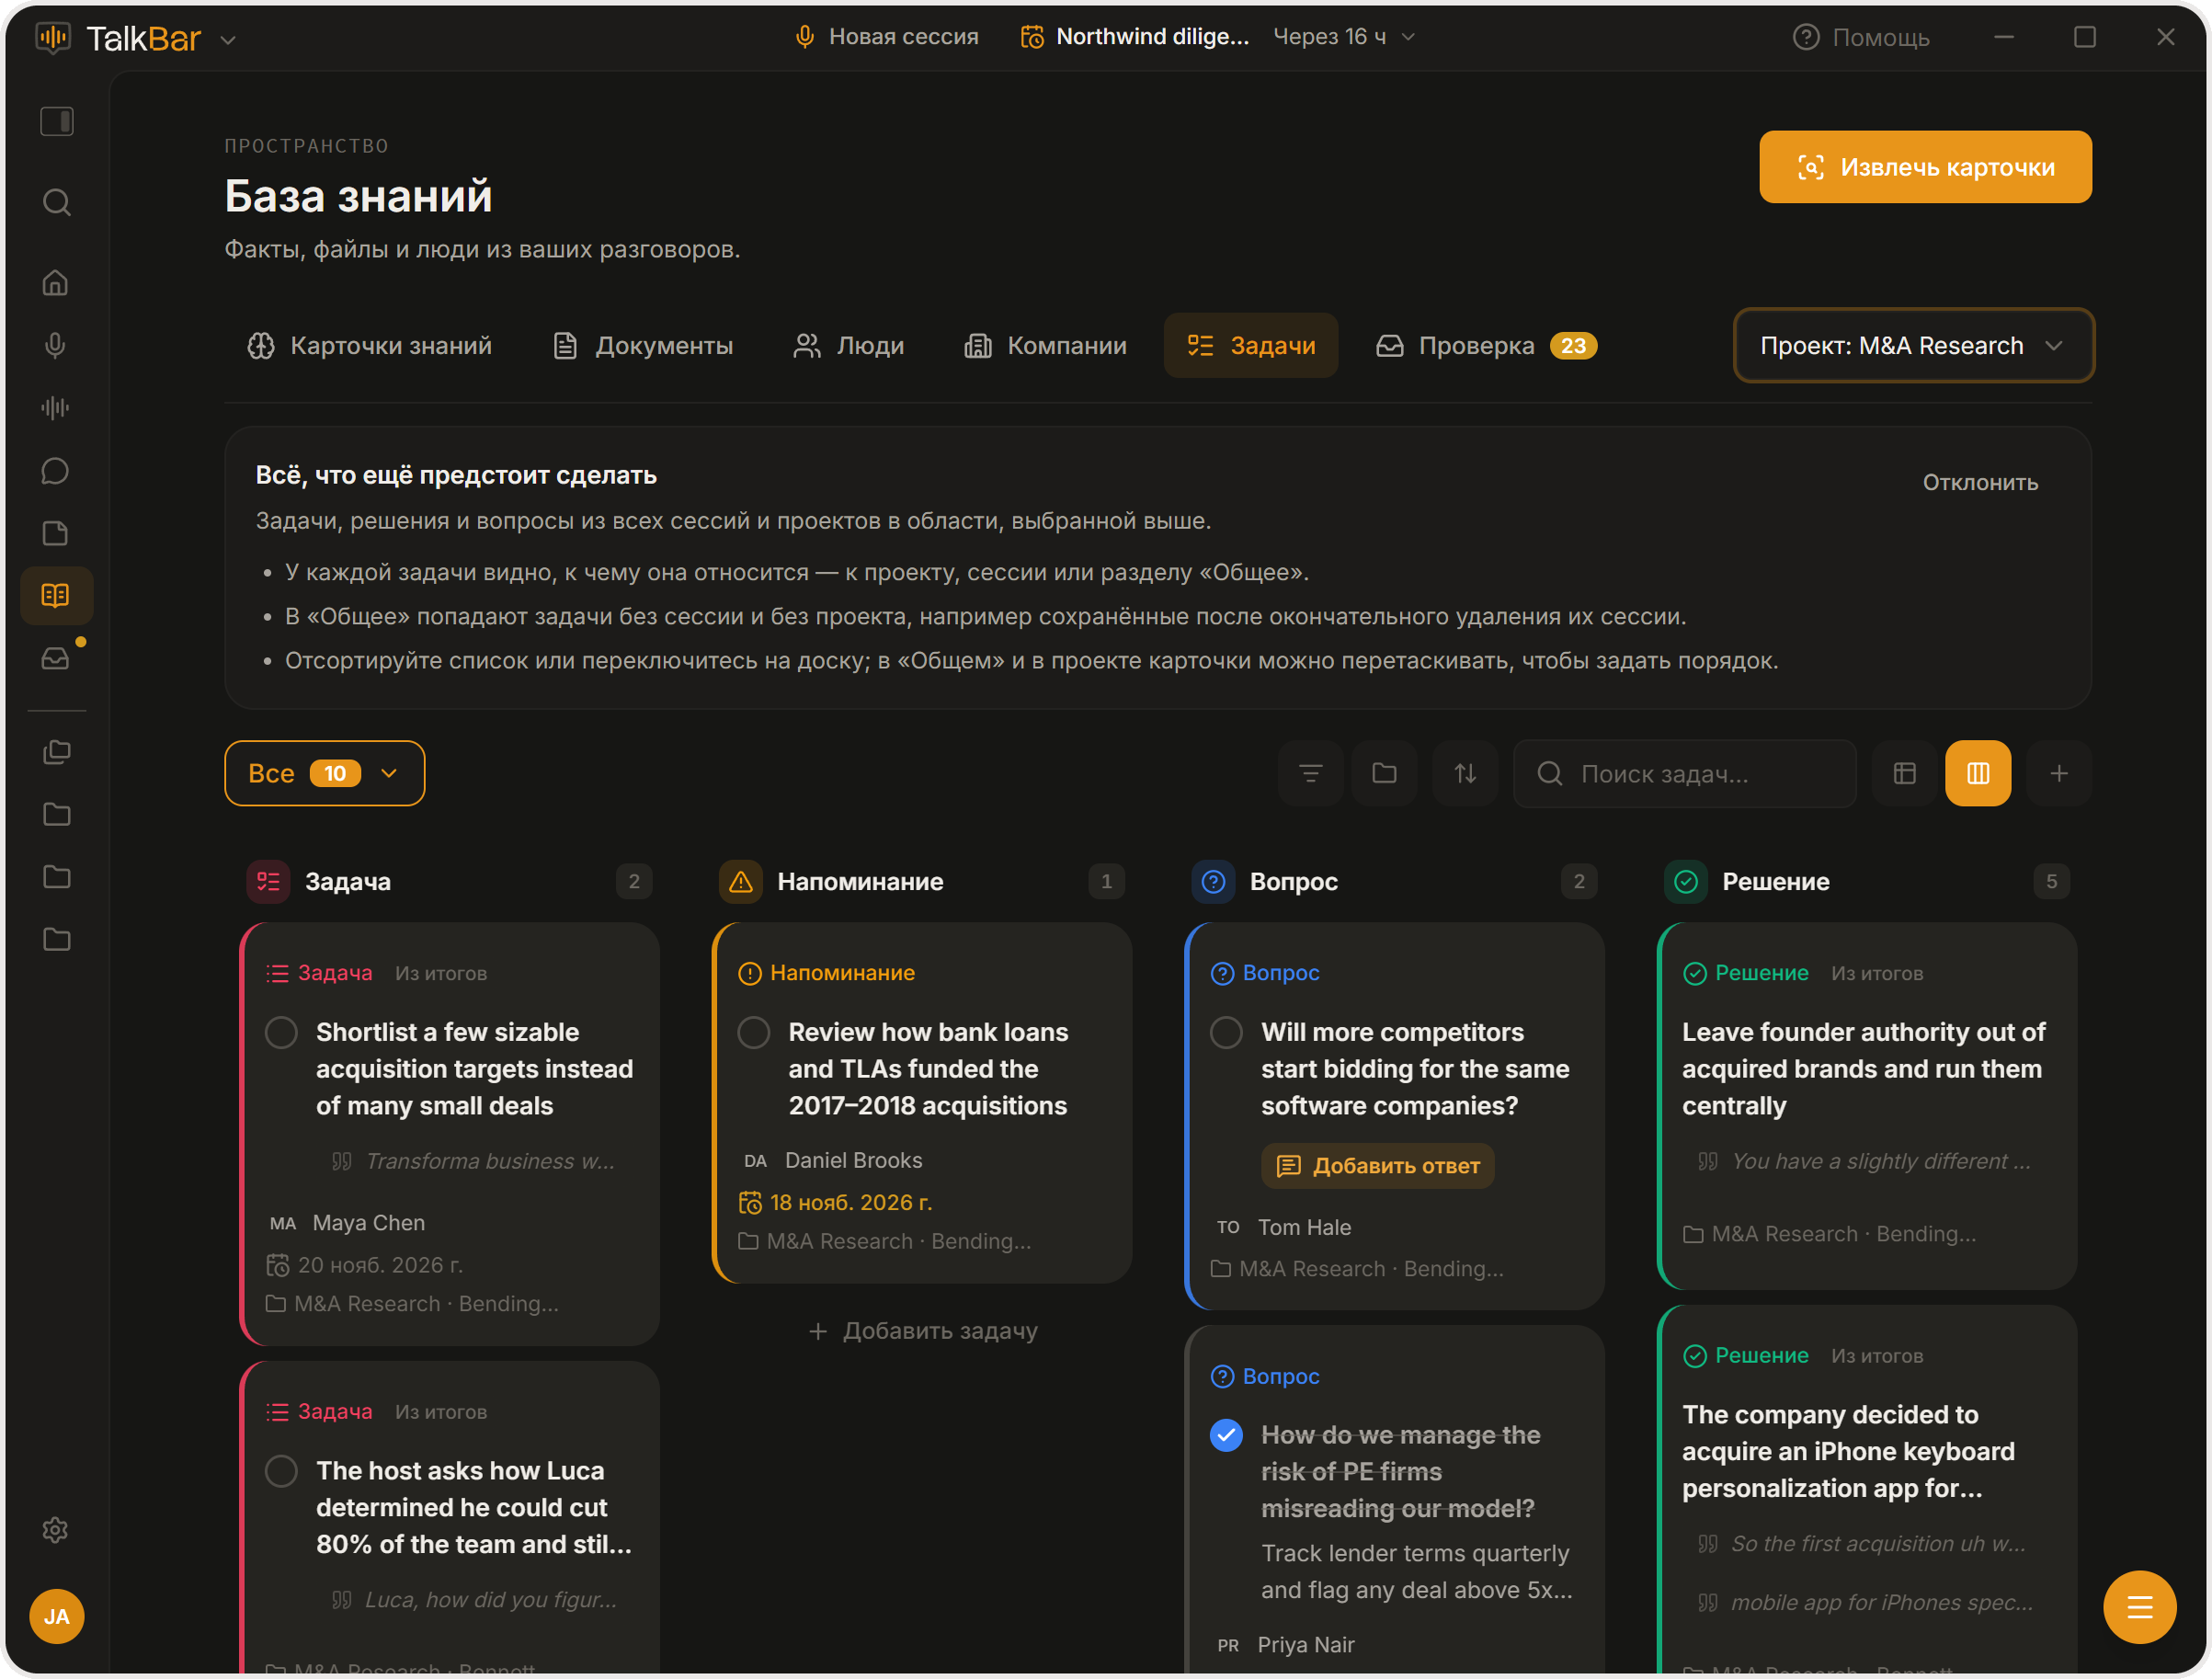 TalkBar
Новая сессия
Northwind dilige...
Через 16 ч
Помощь
ПРОСТРАНСТВО
База знаний
Факты, файлы и люди из ваших разговоров.
Извлечь карточки
Карточки знаний
Документы
Люди
Компании
Задачи
Проверка 23
Проект: M&A Research
Всё, что ещё предстоит сделать
Отклонить
Задачи, решения и вопросы из всех сессий и проектов в области, выбранной выше.
• У каждой задачи видно, к чему она относится — к проекту, сессии или разделу «Общее».
• В «Общее» попадают задачи без сессии и без проекта, например сохранённые после окончательного удаления их сессии.
• Отсортируйте список или переключитесь на доску; в «Общем» и в проекте карточки можно перетаскивать, чтобы задать порядок.
Все 10
Поиск задач...
Задача 2
Задача Из итогов
Shortlist a few sizable
acquisition targets instead
of many small deals
Transforma business w...
MA Maya Chen
20 нояб. 2026 г.
M&A Research · Bending...
Задача Из итогов
The host asks how Luca
determined he could cut
80% of the team and stil...
Luca, how did you figur...
M&A Research · Bennett
Напоминание 1
Напоминание
Review how bank loans
and TLAs funded the
2017–2018 acquisitions
DA Daniel Brooks
18 нояб. 2026 г.
M&A Research · Bending...
+ Добавить задачу
Вопрос 2
Вопрос
Will more competitors
start bidding for the same
software companies?
Добавить ответ
TO Tom Hale
M&A Research · Bending...
Вопрос
How do we manage the
risk of PE firms
misreading our model?
Track lender terms quarterly
and flag any deal above 5x...
PR Priya Nair
Решение 5
Решение Из итогов
Leave founder authority out of
acquired brands and run them
centrally
You have a slightly different ...
M&A Research · Bending...
Решение Из итогов
The company decided to
acquire an iPhone keyboard
personalization app for...
So the first acquisition uh w...
mobile app for iPhones spec...
M&A Research · Bennett
JA